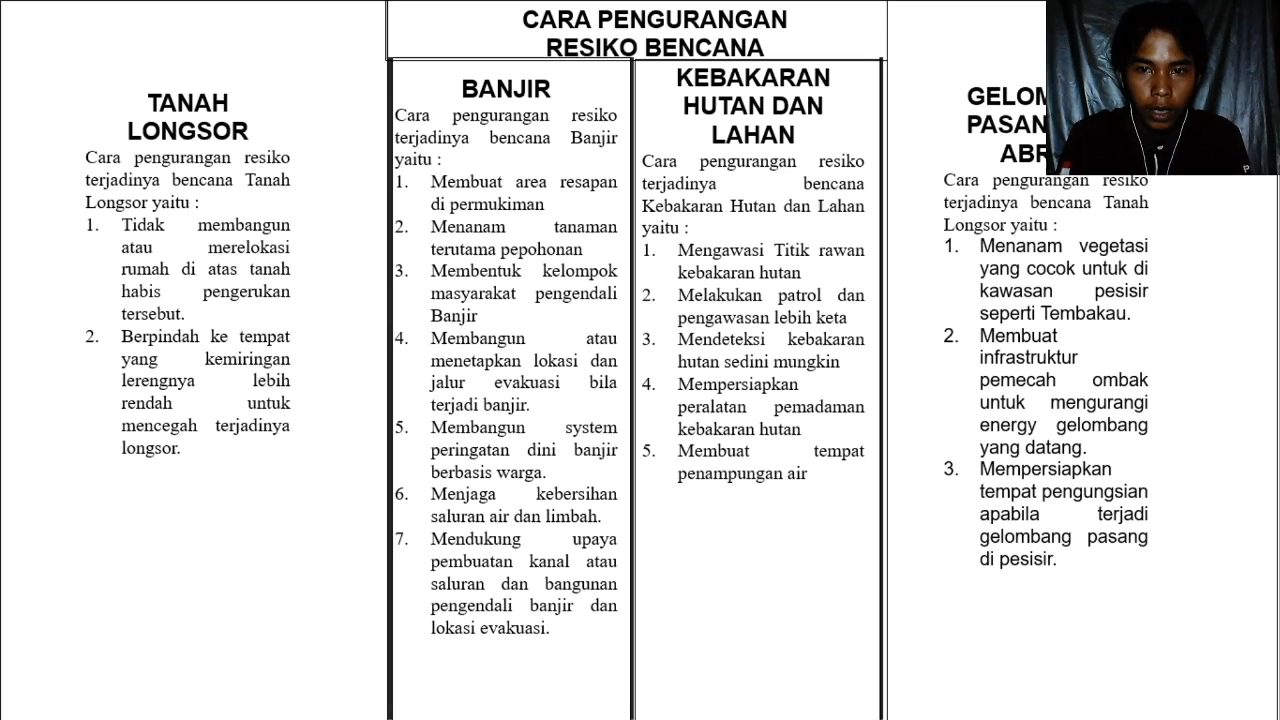 CARA PENGURANGAN
RESIKO BENCANA
TANAH
LONGSOR
Cara pengurangan resiko
terjadinya bencana Tanah
Longsor yaitu :
1. Tidak membangun
atau merelokasi
rumah di atas tanah
habis pengerukan
tersebut.
2. Berpindah ke tempat
yang kemiringan
lerengnya lebih
rendah untuk
mencegah terjadinya
longsor.
BANJIR
Cara pengurangan resiko
terjadinya bencana Banjir
yaitu :
1. Membuat area resapan
di permukiman
2. Menanam tanaman
terutama pepohonan
3. Membentuk kelompok
masyarakat pengendali
Banjir
4. Membangun atau
menetapkan lokasi dan
jalur evakuasi bila
terjadi banjir.
5. Membangun system
peringatan dini banjir
berbasis warga.
6. Menjaga kebersihan
saluran air dan limbah.
7. Mendukung upaya
pembuatan kanal atau
saluran dan bangunan
pengendali banjir dan
lokasi evakuasi.
KEBAKARAN
HUTAN DAN
LAHAN
Cara pengurangan resiko
terjadinya bencana
Kebakaran Hutan dan Lahan
yaitu :
1. Mengawasi Titik rawan
kebakaran hutan
2. Melakukan patrol dan
pengawasan lebih keta
3. Mendeteksi kebakaran
hutan sedini mungkin
4. Mempersiapkan
peralatan pemadaman
kebakaran hutan
5. Membuat tempat
penampungan air
GELOM
PASAN
ABR
Cara pengurangan resiko
terjadinya bencana Tanah
Longsor yaitu :
1. Menanam vegetasi
yang cocok untuk di
kawasan pesisir
seperti Tembakau.
2. Membuat
infrastruktur
pemecah ombak
untuk mengurangi
energy gelombang
yang datang.
3. Mempersiapkan
tempat pengungsian
apabila terjadi
gelombang pasang
di pesisir.